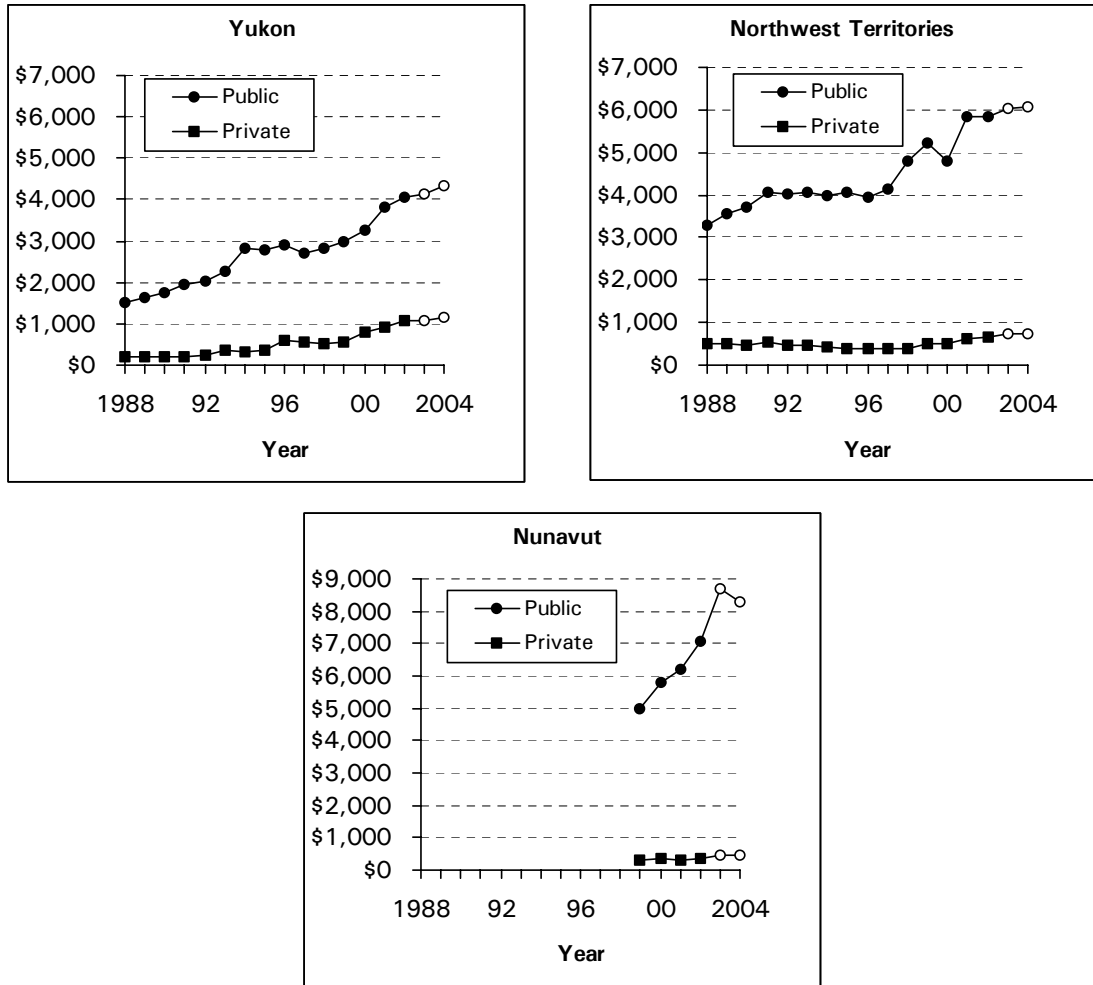 Yukon
$7,000
$6,000
$5,000
$4,000
$3,000
$2,000
$1,000
$0
Public
Private
1988 92 96 00 2004
Year
Northwest Territories
$7,000
$6,000
$5,000
$4,000
$3,000
$2,000
$1,000
$0
Public
Private
1988 92 96 00 2004
Year
Nunavut
$9,000
$8,000
$7,000
$6,000
$5,000
$4,000
$3,000
$2,000
$1,000
$0
Public
Private
1988 92 96 00 2004
Year